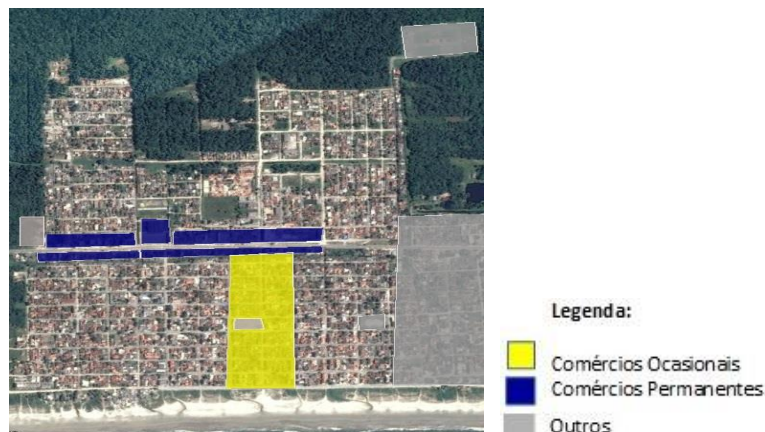 Legenda:
Comércios Ocasionais
Comércios Permanentes
Outros